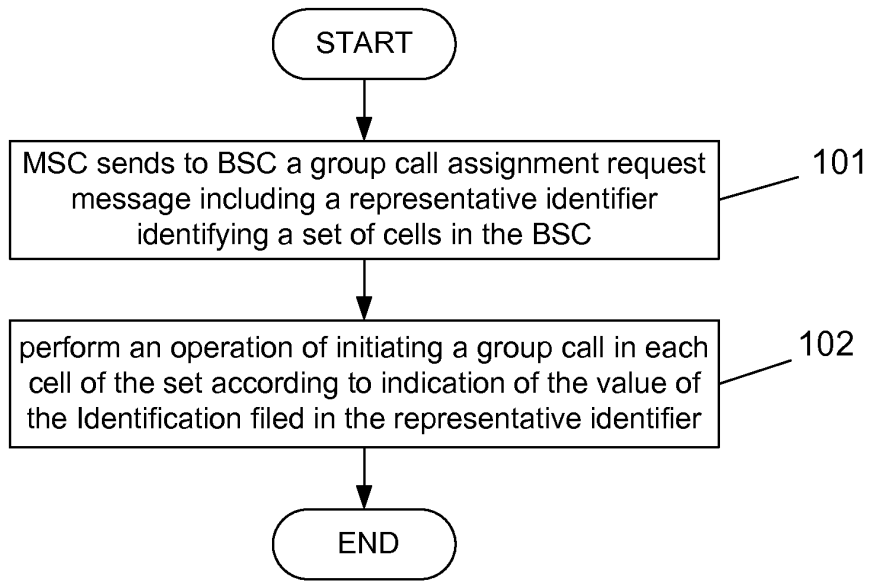 START
MSC sends to BSC a group call assignment request
message including a representative identifier
identifying a set of cells in the BSC
101
perform an operation of initiating a group call in each
cell of the set according to indication of the value of
the Identification filed in the representative identifier
102
END